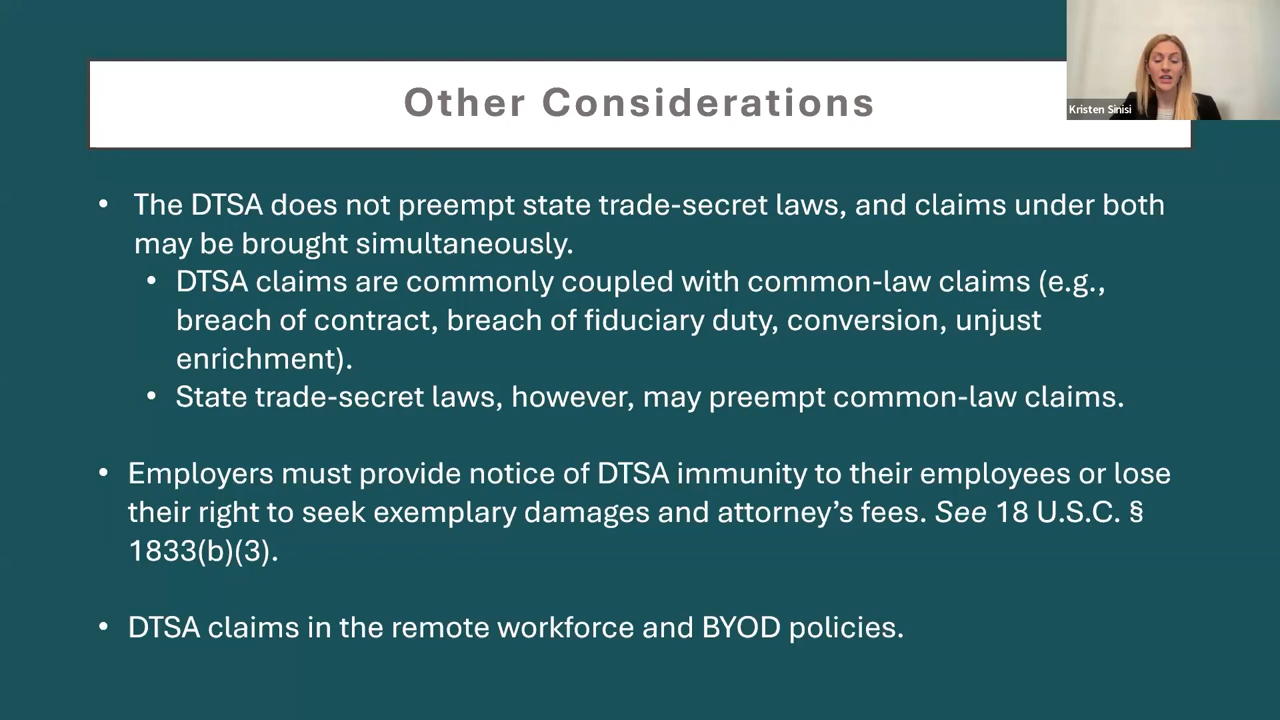 Other Considerations
Kristen Sinisi
• The DTSA does not preempt state trade-secret laws, and claims under both
may be brought simultaneously.
• DTSA claims are commonly coupled with common-law claims (e.g.,
breach of contract, breach of fiduciary duty, conversion, unjust
enrichment).
• State trade-secret laws, however, may preempt common-law claims.
• Employers must provide notice of DTSA immunity to their employees or lose
their right to seek exemplary damages and attorney’s fees. See 18 U.S.C. §
1833(b)(3).
• DTSA claims in the remote workforce and BYOD policies.